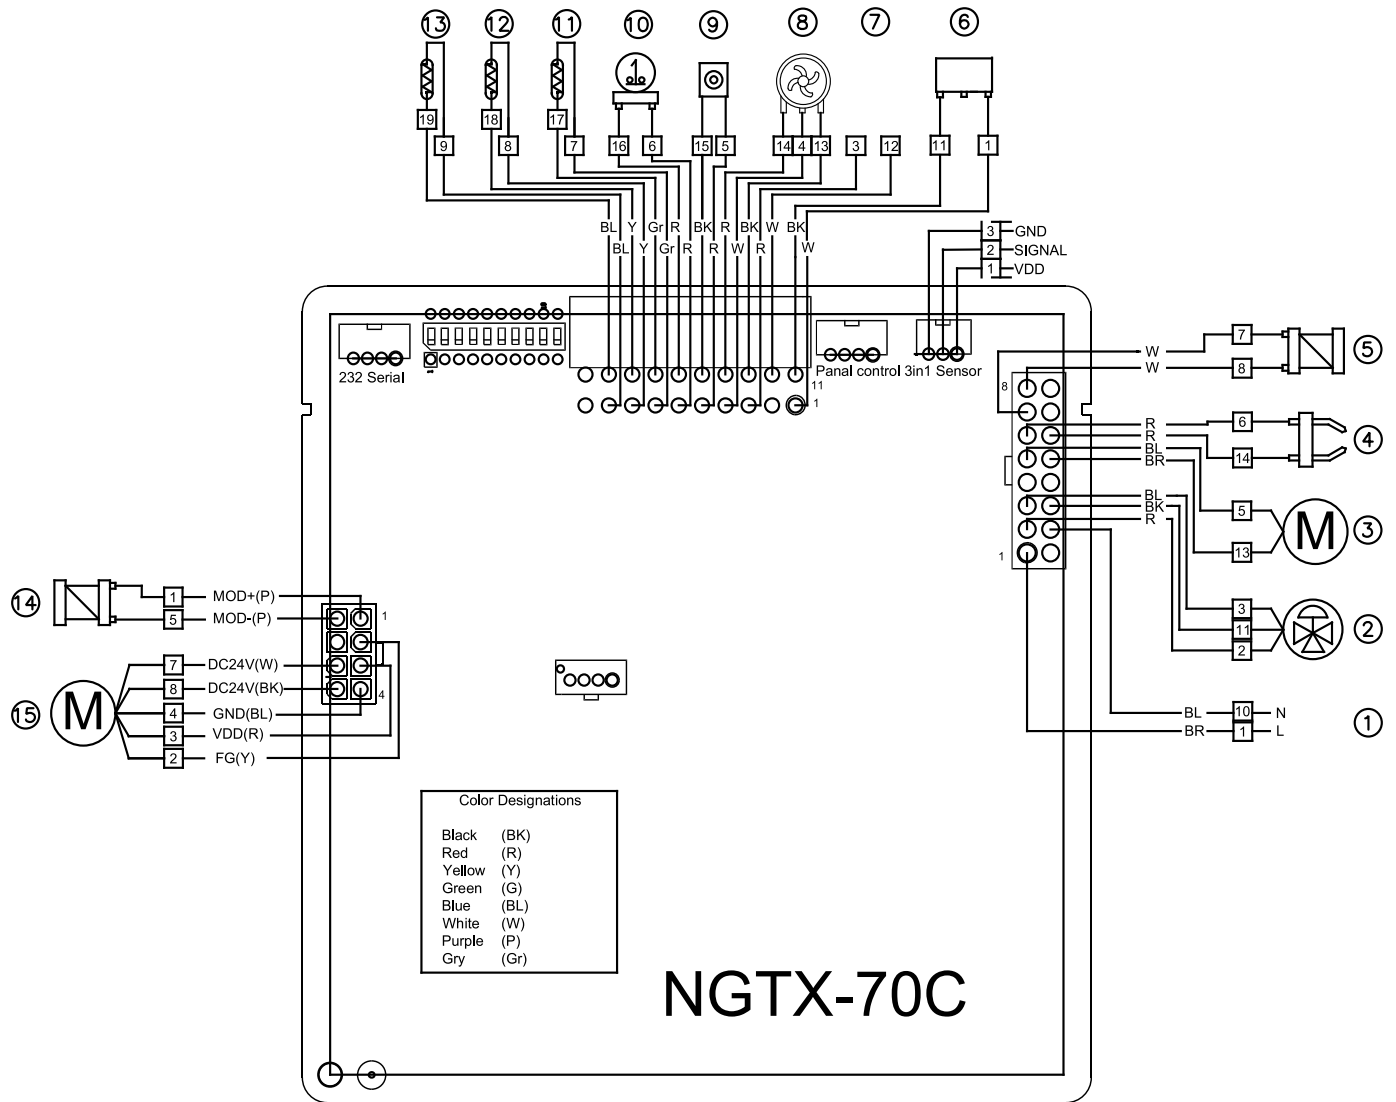 13 12 11 10 9 8 7 6
1
19 18 17
9 8 7 16 6 15 5 14 4 13 3 12 11 1
BL Y Gr R BK R BK W BK
BL Y Gr R R W R W
3 GND
2 SIGNAL
1 VDD
232 Serial
Panal control 3in1 Sensor
11
1
8
1
W 7
W 8
5
R 6
R 14
4
BL 5
BR 13
M 3
BL 3
BK 11
R 2
2
BL 10 N
BR 1 L
1
14
1 MOD+(P)
5 MOD-(P)
1
4
15 M
7 DC24V(W)
8 DC24V(BK)
4 GND(BL)
3 VDD(R)
2 FG(Y)
Color Designations
Black (BK)
Red (R)
Yellow (Y)
Green (G)
Blue (BL)
White (W)
Purple (P)
Gry (Gr)
NGTX-70C